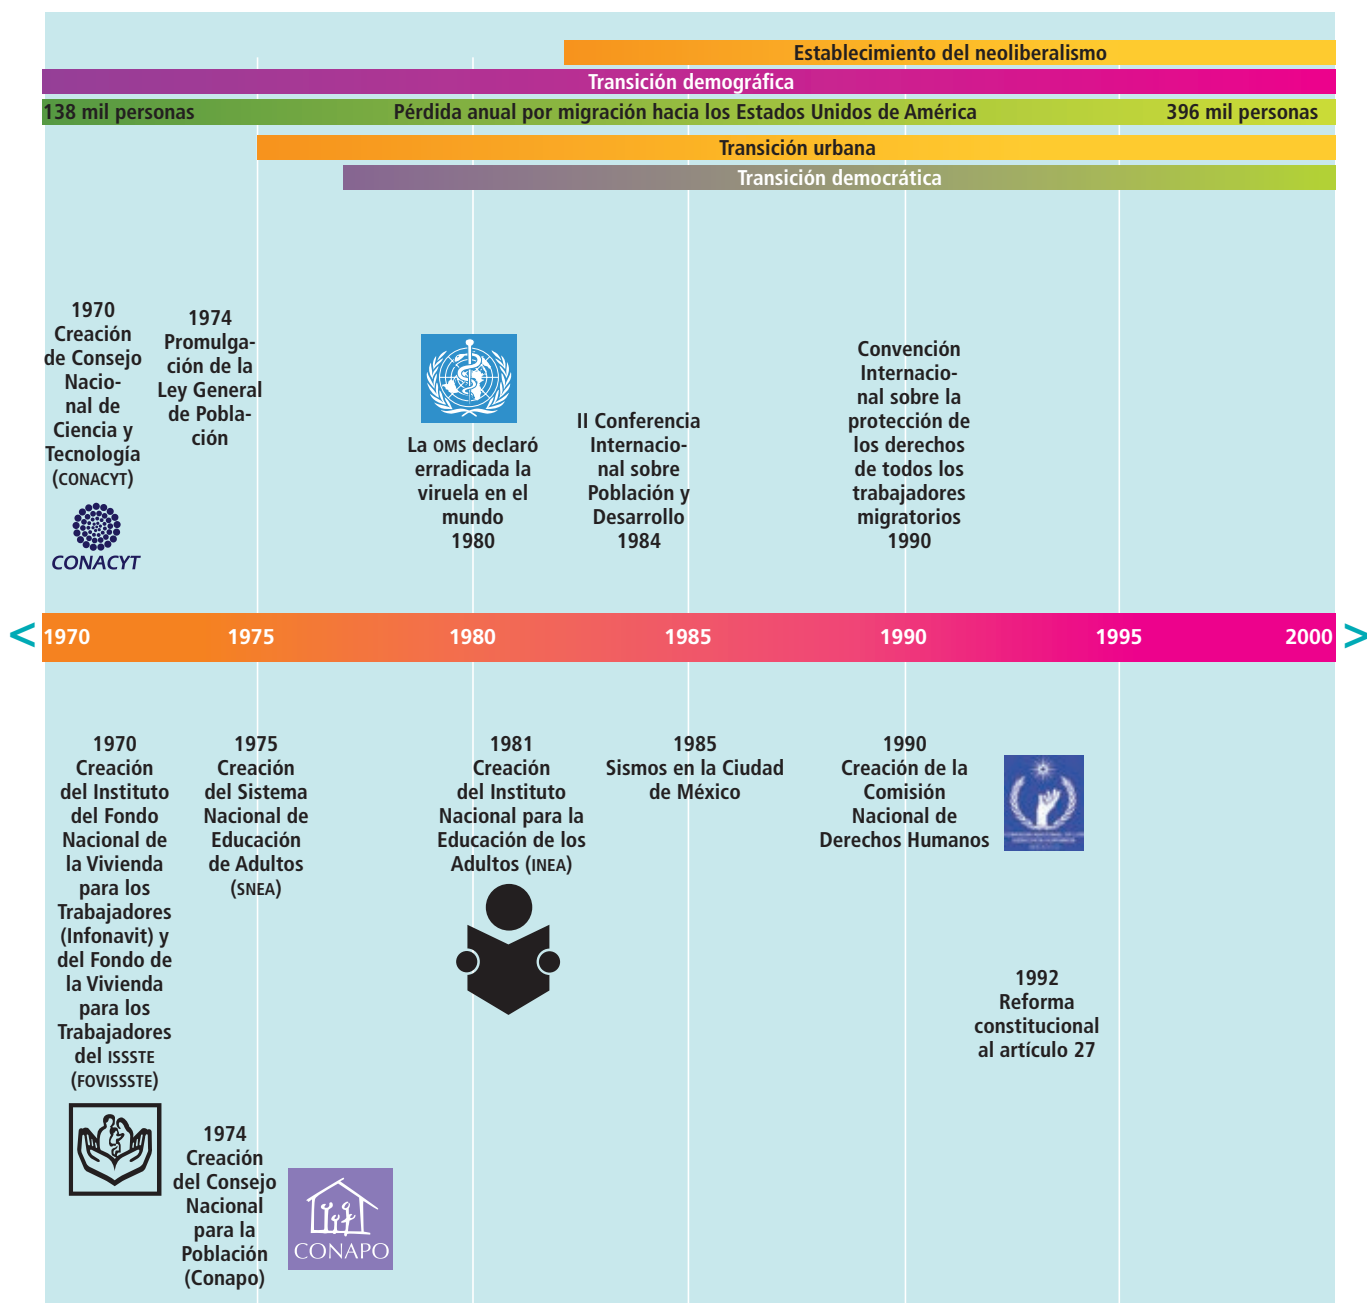 Establecimiento del neoliberalismo
Transición demográfica
138 mil personas Pérdida anual por migración hacia los Estados Unidos de América 396 mil personas
Transición urbana
Transición democrática
1970
Creación
de Consejo
Nacio-
nal de
Ciencia y
Tecnología
(CONACYT)
CONACYT
1974
Promulga-
ción de la
Ley General
de Pobla-
ción
La OMS declaró
erradicada la
viruela en el
mundo
1980
II Conferencia
Internacio-
nal sobre
Población y
Desarrollo
1984
Convención
Internacio-
nal sobre la
protección de
los derechos
de todos los
trabajadores
migratorios
1990
< 1970 1975 1980 1985 1990 1995 2000 >
1970
Creación
del Instituto
del Fondo
Nacional de
la Vivienda
para los
Trabajadores
(Infonavit) y
del Fondo de
la Vivienda
para los
Trabajadores
del ISSSTE
(FOVISSSTE)
1974
Creación
del Consejo
Nacional
para la
Población
(Conapo)
CONAPO
1975
Creación
del Sistema
Nacional de
Educación
de Adultos
(SNEA)
1981
Creación
del Instituto
Nacional para la
Educación de los
Adultos (INEA)
1985
Sismos en la Ciudad
de México
1990
Creación de la
Comisión
Nacional de
Derechos Humanos
1992
Reforma
constitucional
al artículo 27